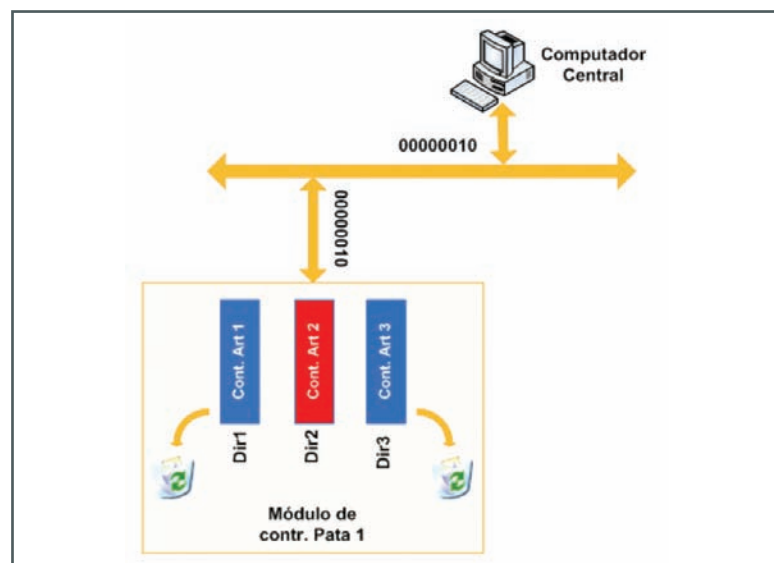 Computador
Central
00000010
00000010
Cont. Art 1
Cont. Art 2
Cont. Art 3
Dir1
Dir2
Dir3
Módulo de
contr. Pata 1